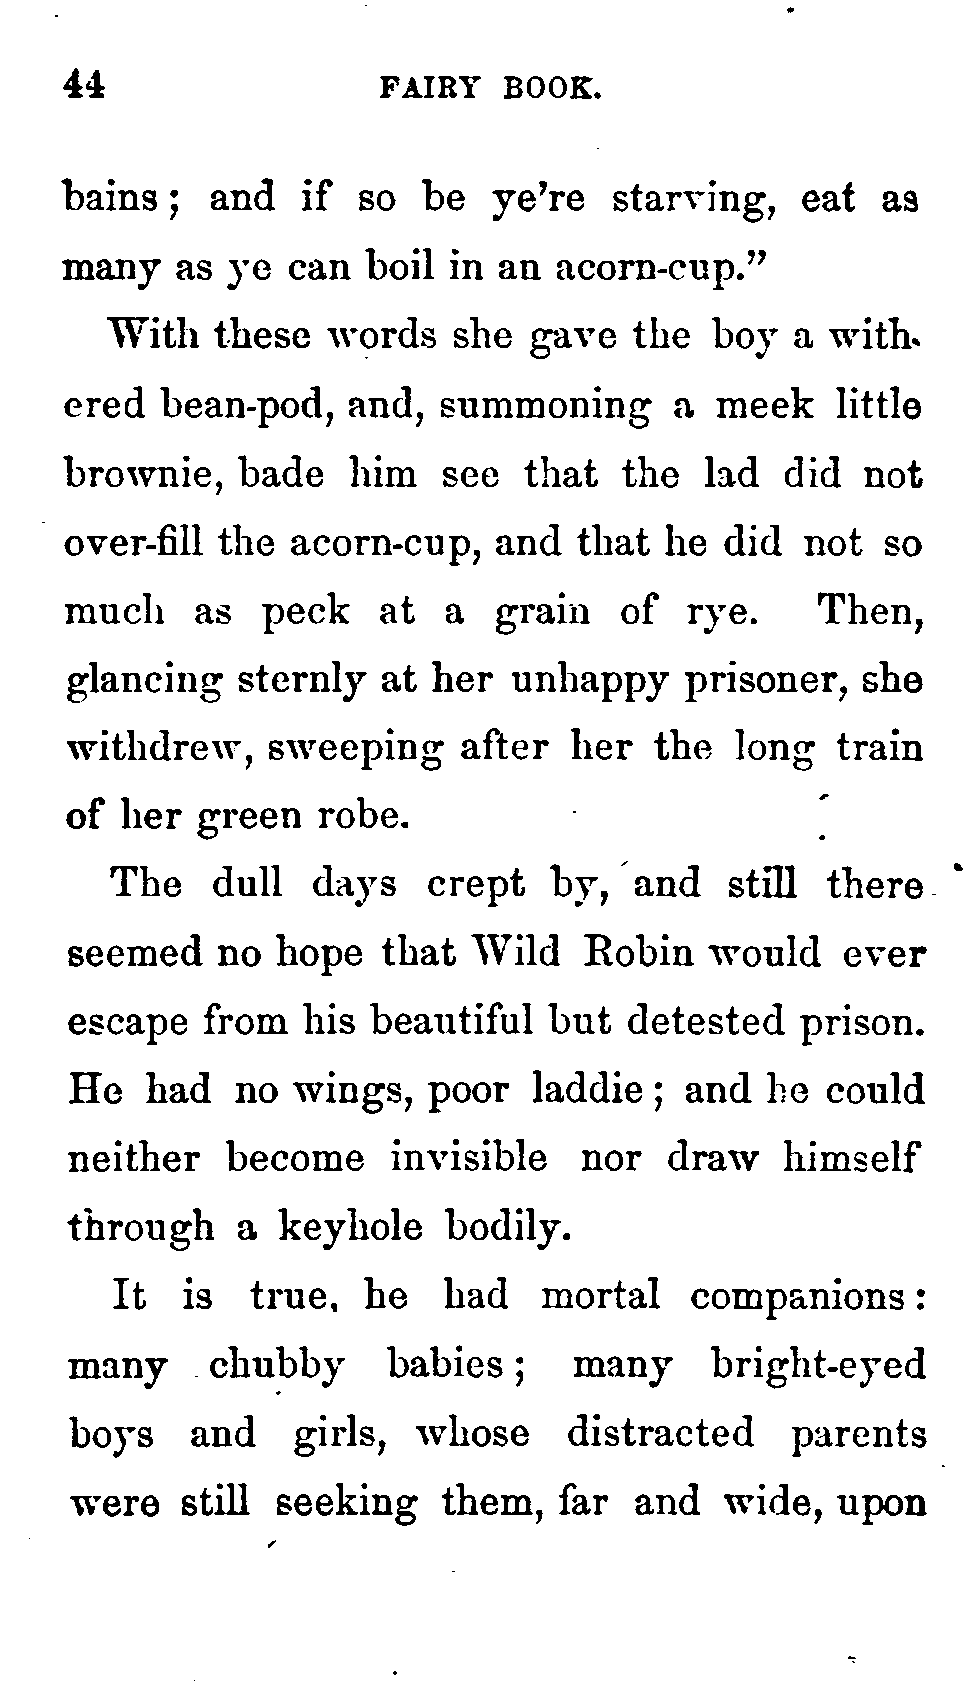 44 FAIRY BOOK.
bains; and if so be ye're starving, eat as
many as ye can boil in an acorn-cup."
With these words she gave the boy a with-
ered bean-pod, and, summoning a meek little
brownie, bade him see that the lad did not
over-fill the acorn-cup, and that he did not so
much as peck at a grain of rye. Then,
glancing sternly at her unhappy prisoner, she
withdrew, sweeping after her the long train
of her green robe.
The dull days crept by, and still there
seemed no hope that Wild Robin would ever
escape from his beautiful but detested prison.
He had no wings, poor laddie; and he could
neither become invisible nor draw himself
through a keyhole bodily.
It is true, he had mortal companions:
many chubby babies; many bright-eyed
boys and girls, whose distracted parents
were still seeking them, far and wide, upon